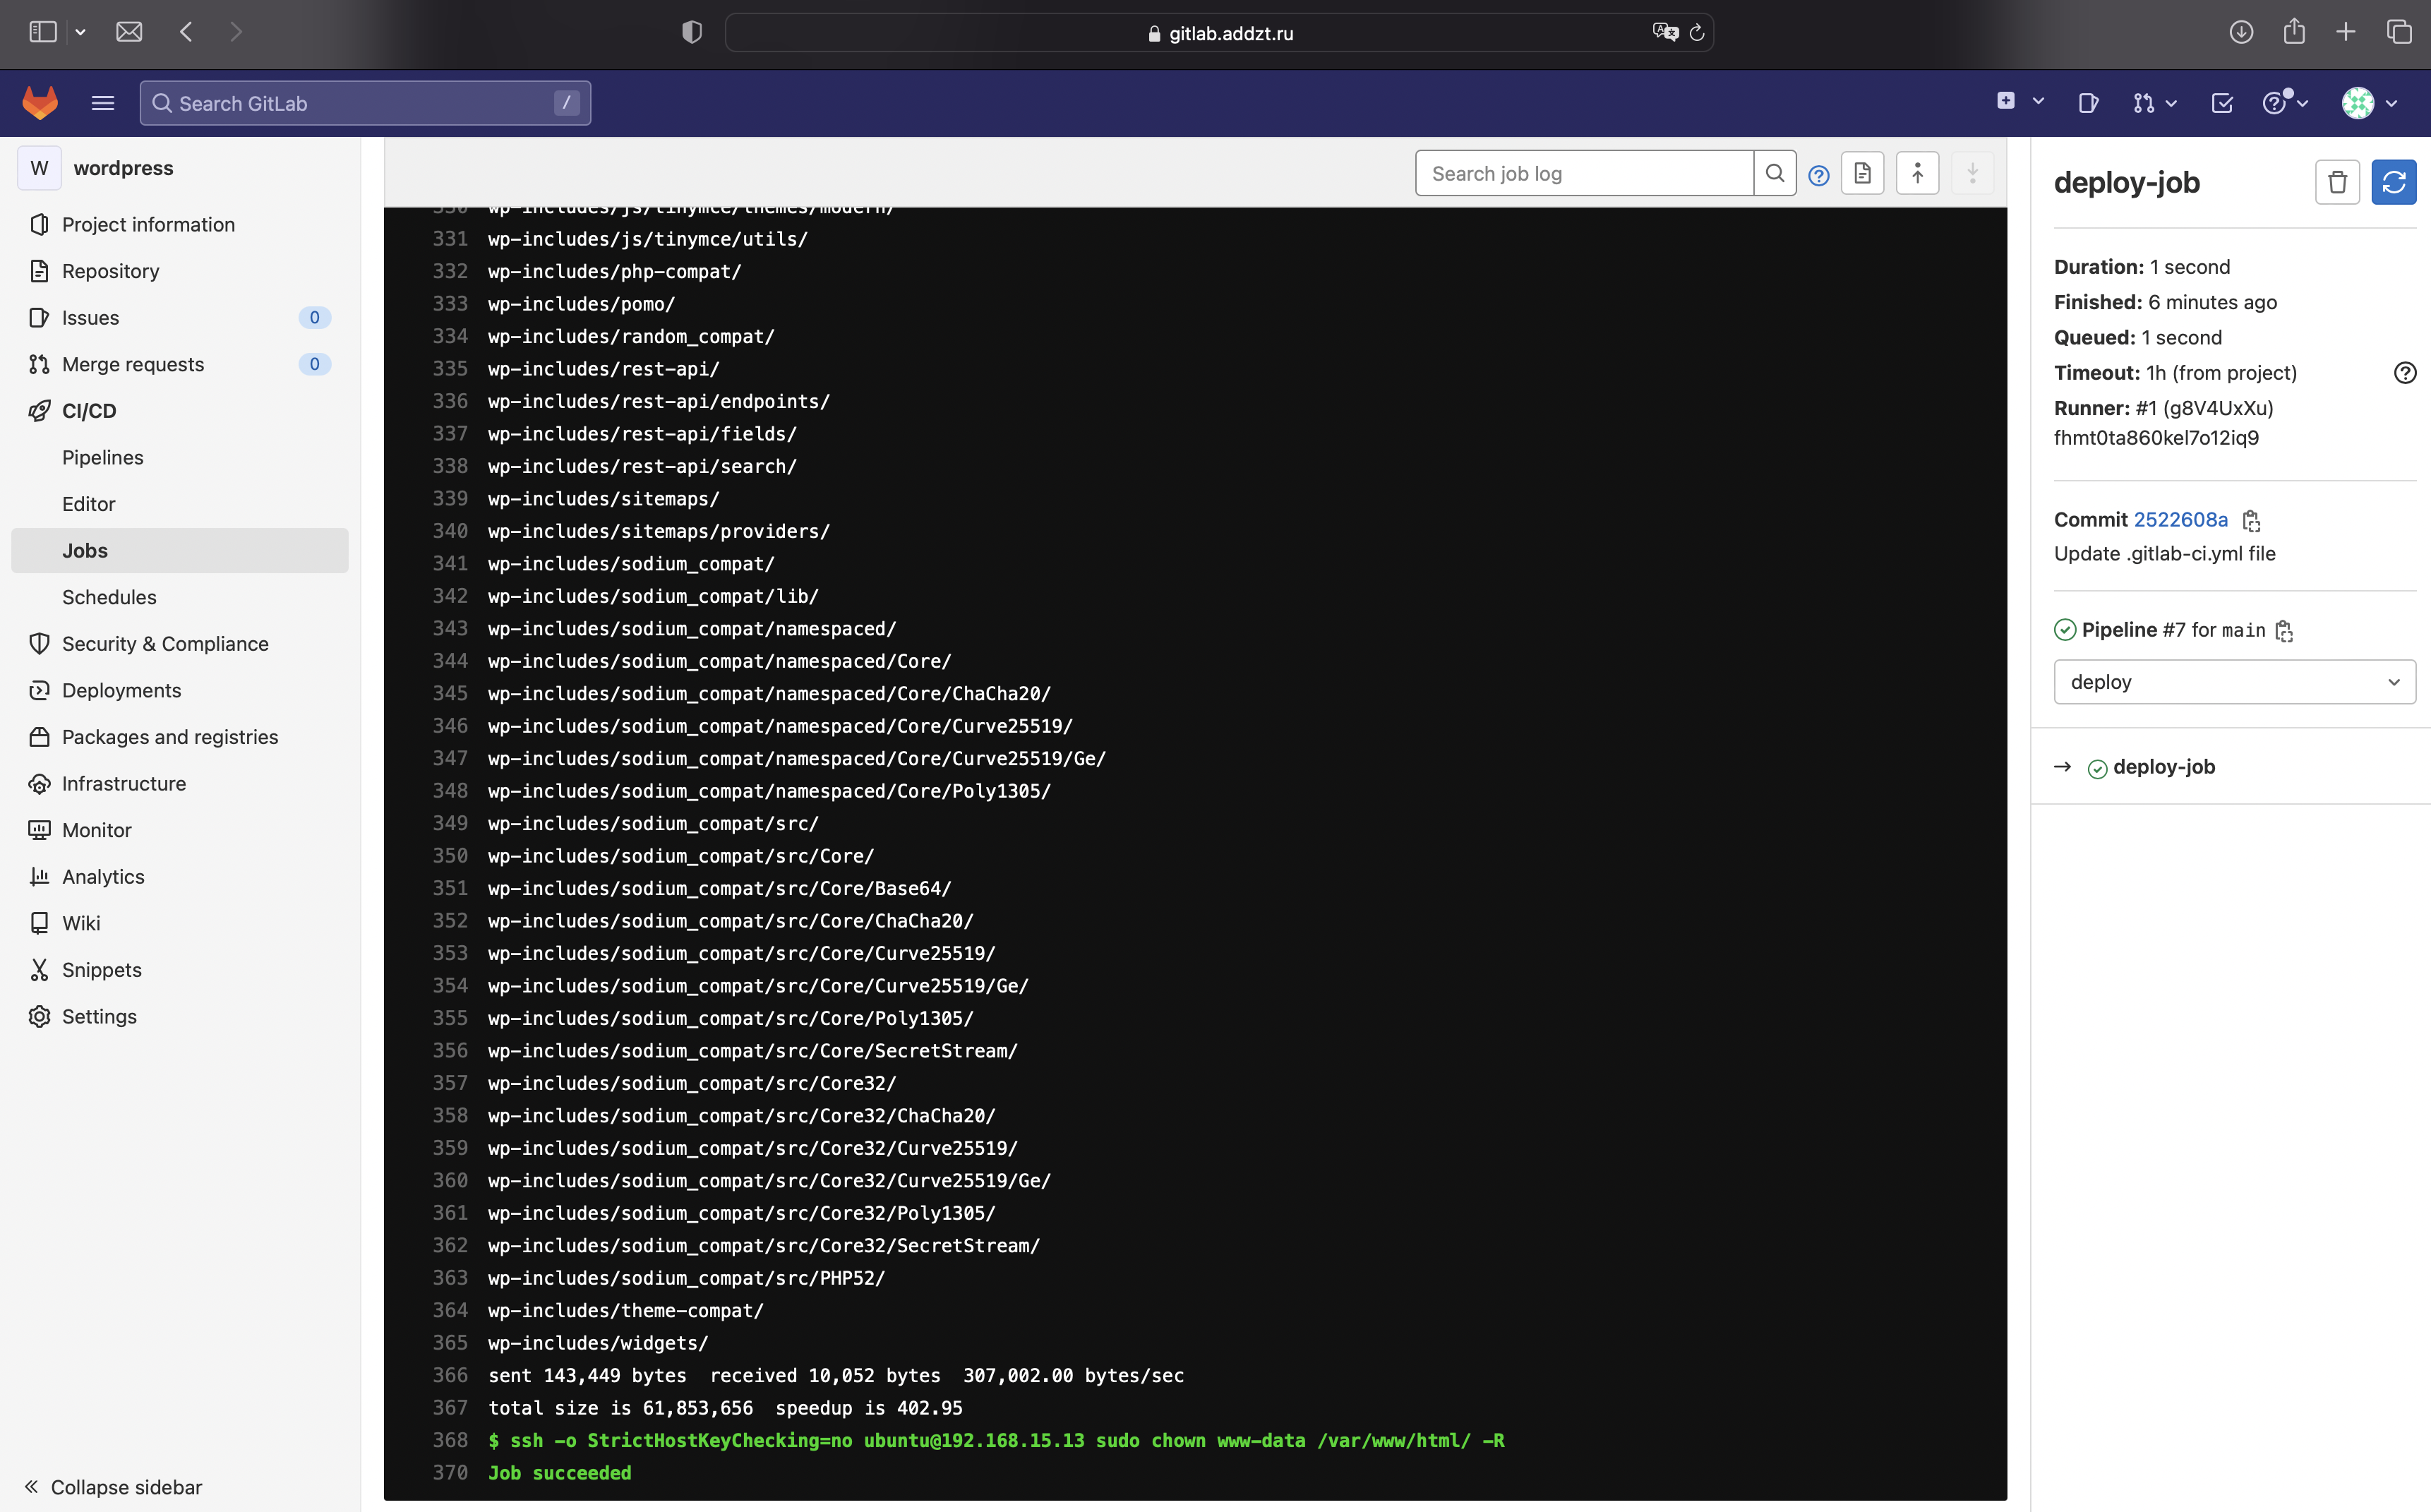 gitlab.addzt.ru
Search GitLab
/
W wordpress
Project information
Repository
Issues 0
Merge requests 0
CI/CD
Pipelines
Editor
Jobs
Schedules
Security & Compliance
Deployments
Packages and registries
Infrastructure
Monitor
Analytics
Wiki
Snippets
Settings
Collapse sidebar
Search job log
330 wp-includes/js/tinymce/themes/modern/
331 wp-includes/js/tinymce/utils/
332 wp-includes/php-compat/
333 wp-includes/pomo/
334 wp-includes/random_compat/
335 wp-includes/rest-api/
336 wp-includes/rest-api/endpoints/
337 wp-includes/rest-api/fields/
338 wp-includes/rest-api/search/
339 wp-includes/sitemaps/
340 wp-includes/sitemaps/providers/
341 wp-includes/sodium_compat/
342 wp-includes/sodium_compat/lib/
343 wp-includes/sodium_compat/namespaced/
344 wp-includes/sodium_compat/namespaced/Core/
345 wp-includes/sodium_compat/namespaced/Core/ChaCha20/
346 wp-includes/sodium_compat/namespaced/Core/Curve25519/
347 wp-includes/sodium_compat/namespaced/Core/Curve25519/Ge/
348 wp-includes/sodium_compat/namespaced/Core/Poly1305/
349 wp-includes/sodium_compat/src/
350 wp-includes/sodium_compat/src/Core/
351 wp-includes/sodium_compat/src/Core/Base64/
352 wp-includes/sodium_compat/src/Core/ChaCha20/
353 wp-includes/sodium_compat/src/Core/Curve25519/
354 wp-includes/sodium_compat/src/Core/Curve25519/Ge/
355 wp-includes/sodium_compat/src/Core/Poly1305/
356 wp-includes/sodium_compat/src/Core/SecretStream/
357 wp-includes/sodium_compat/src/Core32/
358 wp-includes/sodium_compat/src/Core32/ChaCha20/
359 wp-includes/sodium_compat/src/Core32/Curve25519/
360 wp-includes/sodium_compat/src/Core32/Curve25519/Ge/
361 wp-includes/sodium_compat/src/Core32/Poly1305/
362 wp-includes/sodium_compat/src/Core32/SecretStream/
363 wp-includes/sodium_compat/src/PHP52/
364 wp-includes/theme-compat/
365 wp-includes/widgets/
366 sent 143,449 bytes  received 10,052 bytes  307,002.00 bytes/sec
367 total size is 61,853,656  speedup is 402.95
368 $ ssh -o StrictHostKeyChecking=no ubuntu@192.168.15.13 sudo chown www-data /var/www/html/ -R
370 Job succeeded
deploy-job
Duration: 1 second
Finished: 6 minutes ago
Queued: 1 second
Timeout: 1h (from project)
Runner: #1 (g8V4UxXu)
fhmt0ta860kel7o12iq9
Commit 2522608a
Update .gitlab-ci.yml file
Pipeline #7 for main
deploy
deploy-job